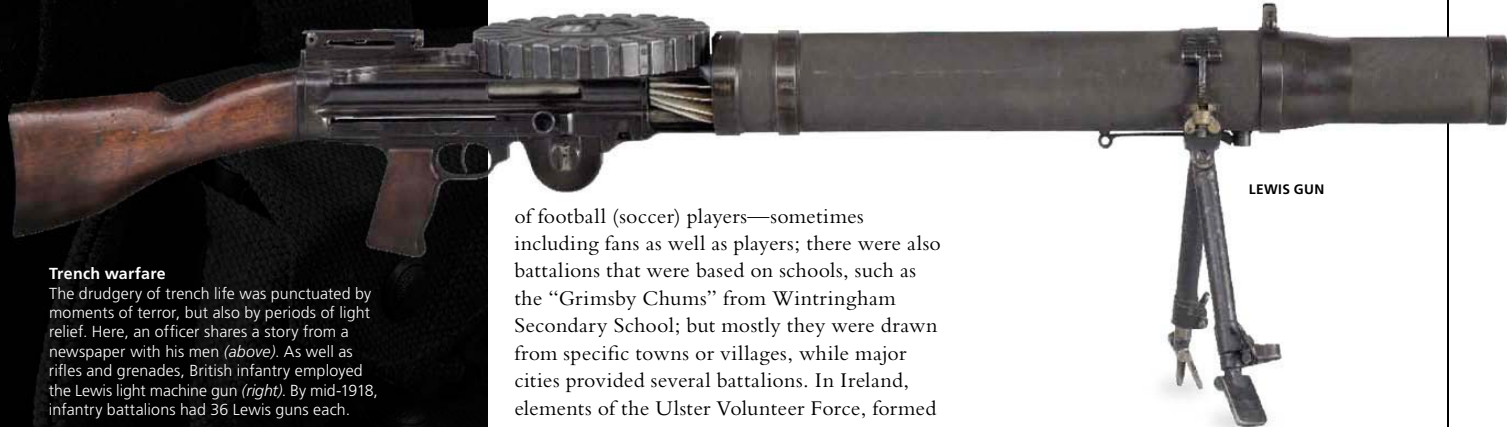 LEWIS GUN
of football (soccer) players—sometimes
including fans as well as players; there were also
battalions that were based on schools, such as
the “Grimsby Chums” from Wintringham
Secondary School; but mostly they were drawn
from specific towns or villages, while major
cities provided several battalions. In Ireland,
elements of the Ulster Volunteer Force, formed
Trench warfare
The drudgery of trench life was punctuated by
moments of terror, but also by periods of light
relief. Here, an officer shares a story from a
newspaper with his men (above). As well as
rifles and grenades, British infantry employed
the Lewis light machine gun (right). By mid-1918,
infantry battalions had 36 Lewis guns each.